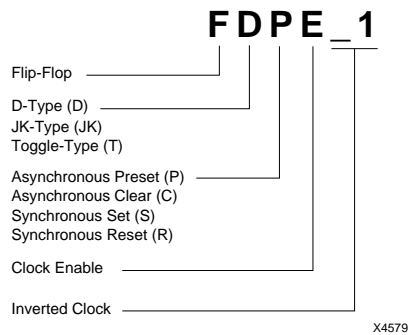 FDPE_1
Flip-Flop
D-Type (D)
JK-Type (JK)
Toggle-Type (T)
Asynchronous Preset (P)
Asynchronous Clear (C)
Synchronous Set (S)
Synchronous Reset (R)
Clock Enable
Inverted Clock
X4579